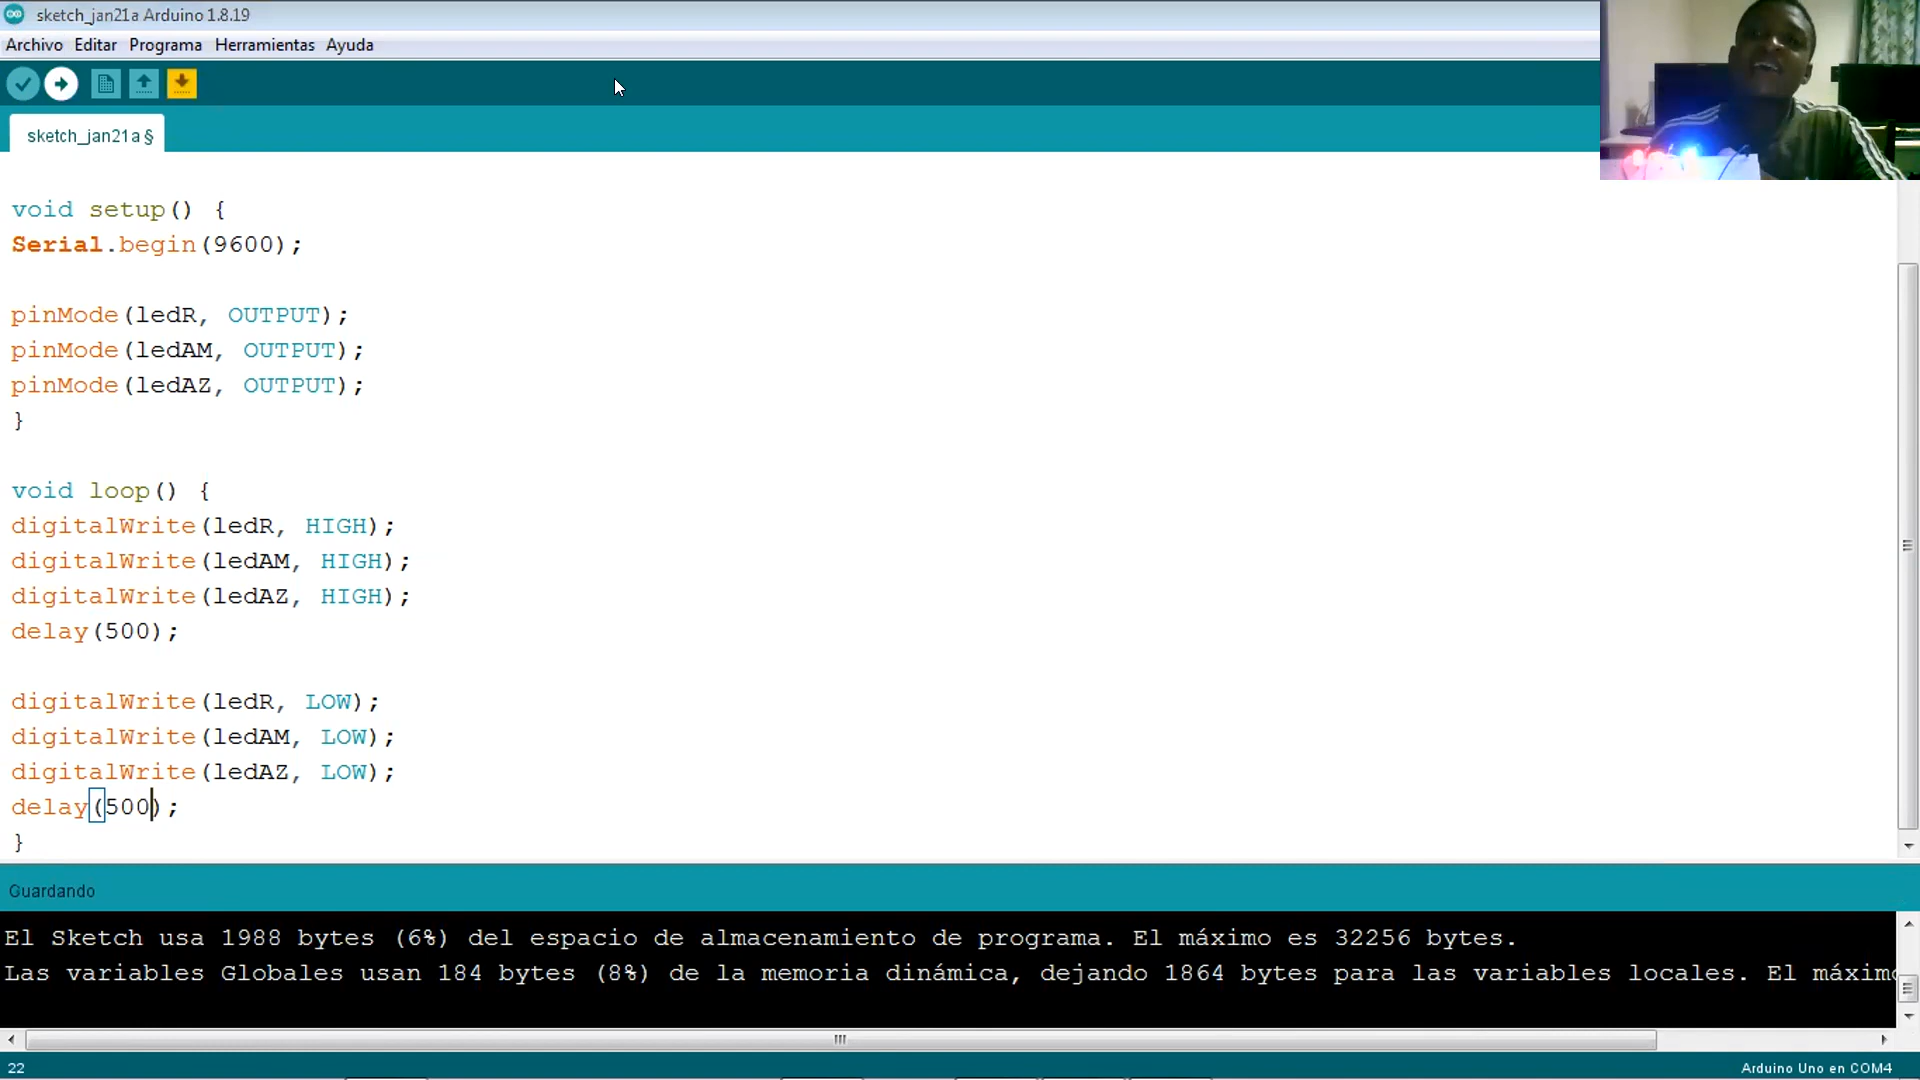 sketch_jan21a Arduino 1.8.19
Archivo Editar Programa Herramientas Ayuda
sketch_jan21a §
void setup() {
Serial.begin(9600);
pinMode(ledR, OUTPUT);
pinMode(ledAM, OUTPUT);
pinMode(ledAZ, OUTPUT);
}
void loop() {
digitalWrite(ledR, HIGH);
digitalWrite(ledAM, HIGH);
digitalWrite(ledAZ, HIGH);
delay(500);
digitalWrite(ledR, LOW);
digitalWrite(ledAM, LOW);
digitalWrite(ledAZ, LOW);
delay(500);
}
Guardando
El Sketch usa 1988 bytes (6%) del espacio de almacenamiento de programa. El máximo es 32256 bytes.
Las variables Globales usan 184 bytes (8%) de la memoria dinámica, dejando 1864 bytes para las variables locales. El máximo
22
Arduino Uno en COM4